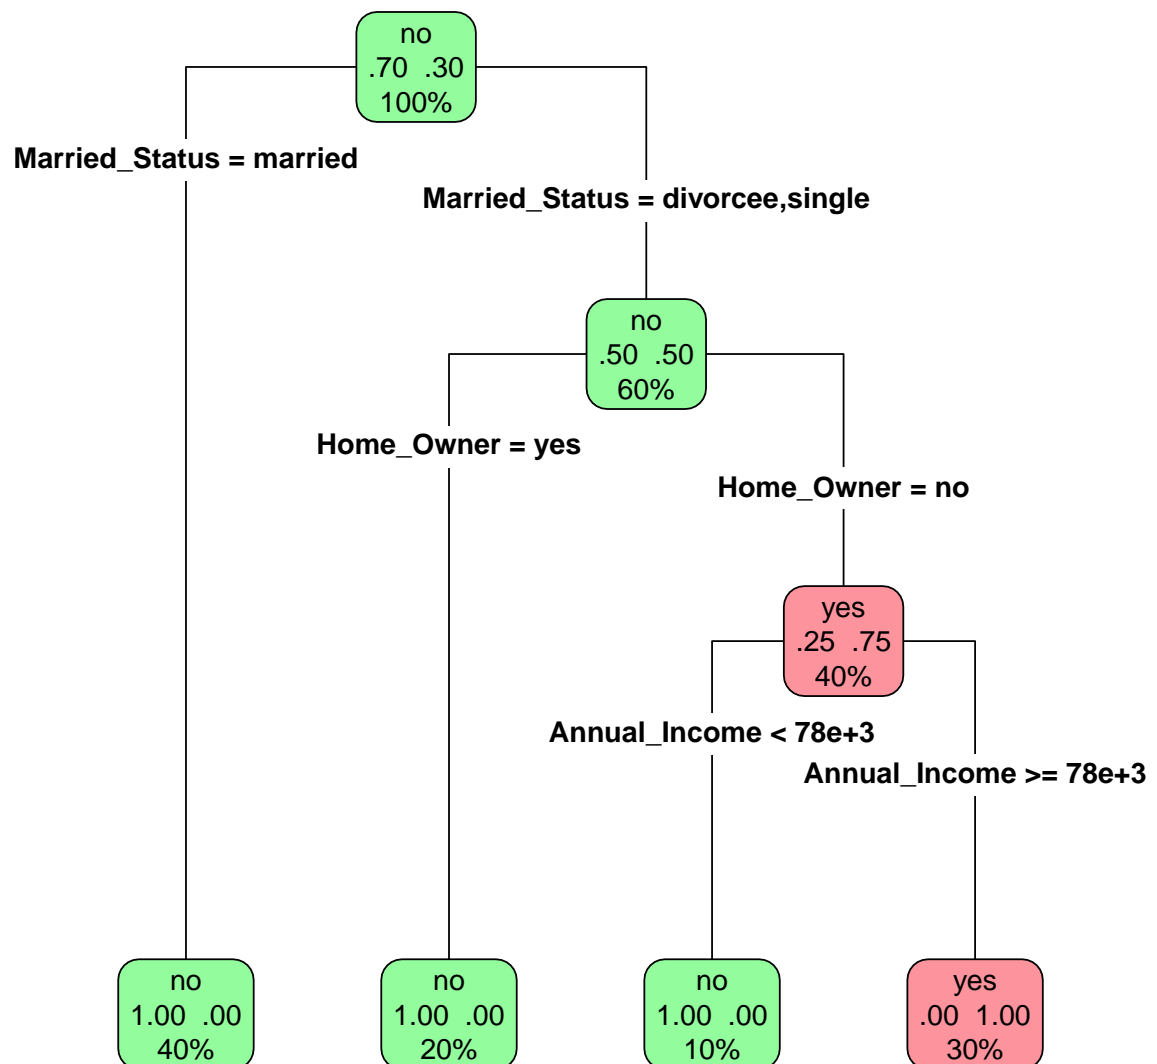 no
.70 .30
100%
Married_Status = married
Married_Status = divorcee,single
no
.50 .50
60%
Home_Owner = yes
Home_Owner = no
yes
.25 .75
40%
Annual_Income < 78e+3
Annual_Income >= 78e+3
no
1.00 .00
40%
no
1.00 .00
20%
no
1.00 .00
10%
yes
.00 1.00
30%